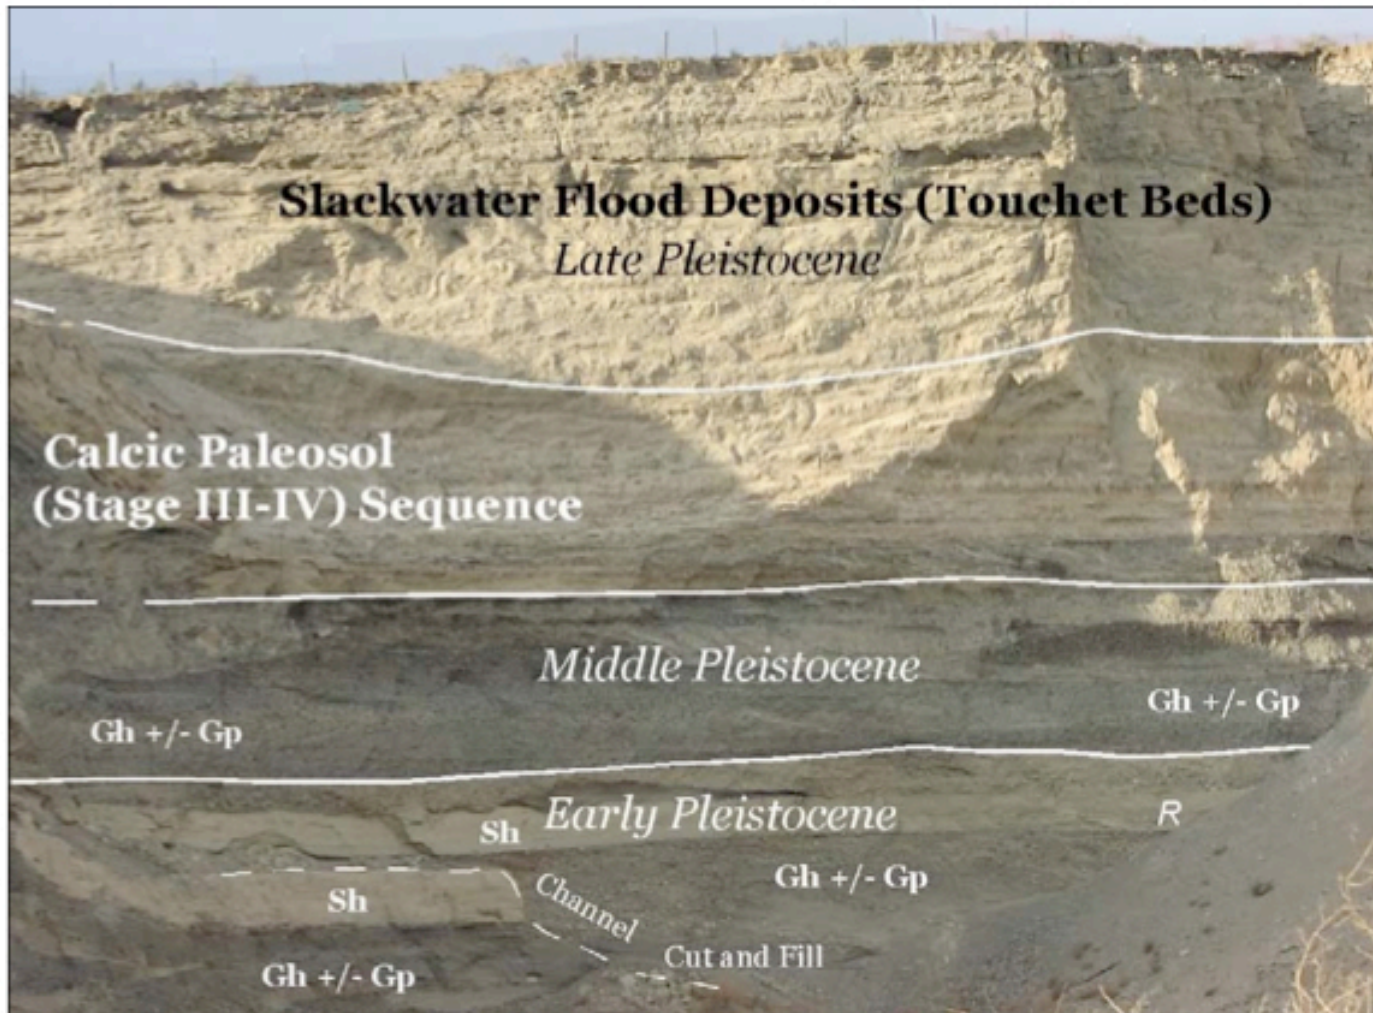 Slackwater Flood Deposits (Touchet Beds)
Late Pleistocene
Calcic Paleosol
(Stage III-IV) Sequence
Middle Pleistocene
Gh +/- Gp
Gh +/- Gp
Early Pleistocene
R
Sh
Gh +/- Gp
Sh
Channel
Cut and Fill
Gh +/- Gp